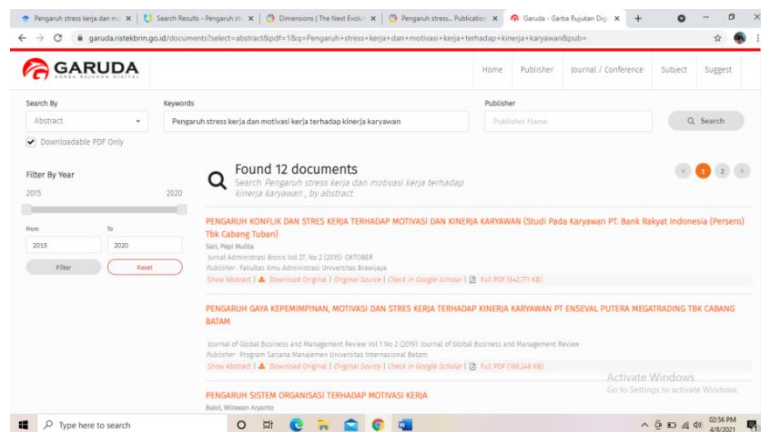 Pengaruh stress kerja dan mo
Search Results - Pengaruh st
Dimensions | The Next Evolut
Pengaruh stress... Publication
Garuda - Garba Rujukan Digi
garuda.ristekbrin.go.id/documents?select=abstract&pdf=1&q=Pengaruh+stress+kerja+dan+motivasi+kerja+terhadap+kinerja+karyawan&pub=
GARUDA
GARBA RUJUKAN DIGITAL
Home Publisher Journal / Conference Subject Suggest
Search By Keywords Publisher
Abstract Pengaruh stress kerja dan motivasi kerja terhadap kinerja karyawan Publisher Name Search
Downloadable PDF Only
Filter By Year
2015 2020
From To
2015 2020
Filter Reset
Found 12 documents
Search Pengaruh stress kerja dan motivasi kerja terhadap
kinerja karyawan , by abstract
« 1 2 »
PENGARUH KONFLIK DAN STRES KERJA TERHADAP MOTIVASI DAN KINERJA KARYAWAN (Studi Pada Karyawan PT. Bank Rakyat Indonesia (Persero)
Tbk Cabang Tuban)
Sari, Pepi Mulita
Jurnal Administrasi Bisnis Vol 27, No 2 (2015): OKTOBER
Publisher : Fakultas Ilmu Administrasi Universitas Brawijaya
Show Abstract | Download Original | Original Source | Check in Google Scholar | Full PDF (642,771 KB)
PENGARUH GAYA KEPEMIMPINAN, MOTIVASI DAN STRES KERJA TERHADAP KINERJA KARYAWAN PT ENSEVAL PUTERA MEGATRADING TBK CABANG
BATAM
Journal of Global Business and Management Review Vol 1 No 2 (2019): Journal of Global Business and Management Review
Publisher : Program Sarjana Manajemen Universitas Internasional Batam
Show Abstract | Download Original | Original Source | Check in Google Scholar | Full PDF (186,248 KB)
PENGARUH SISTEM ORGANISASI TERHADAP MOTIVASI KERJA
Balol, Wirawan Aryanto
Activate Windows
Go to Settings to activate Windows.
Type here to search
02:56 PM
4/8/2021